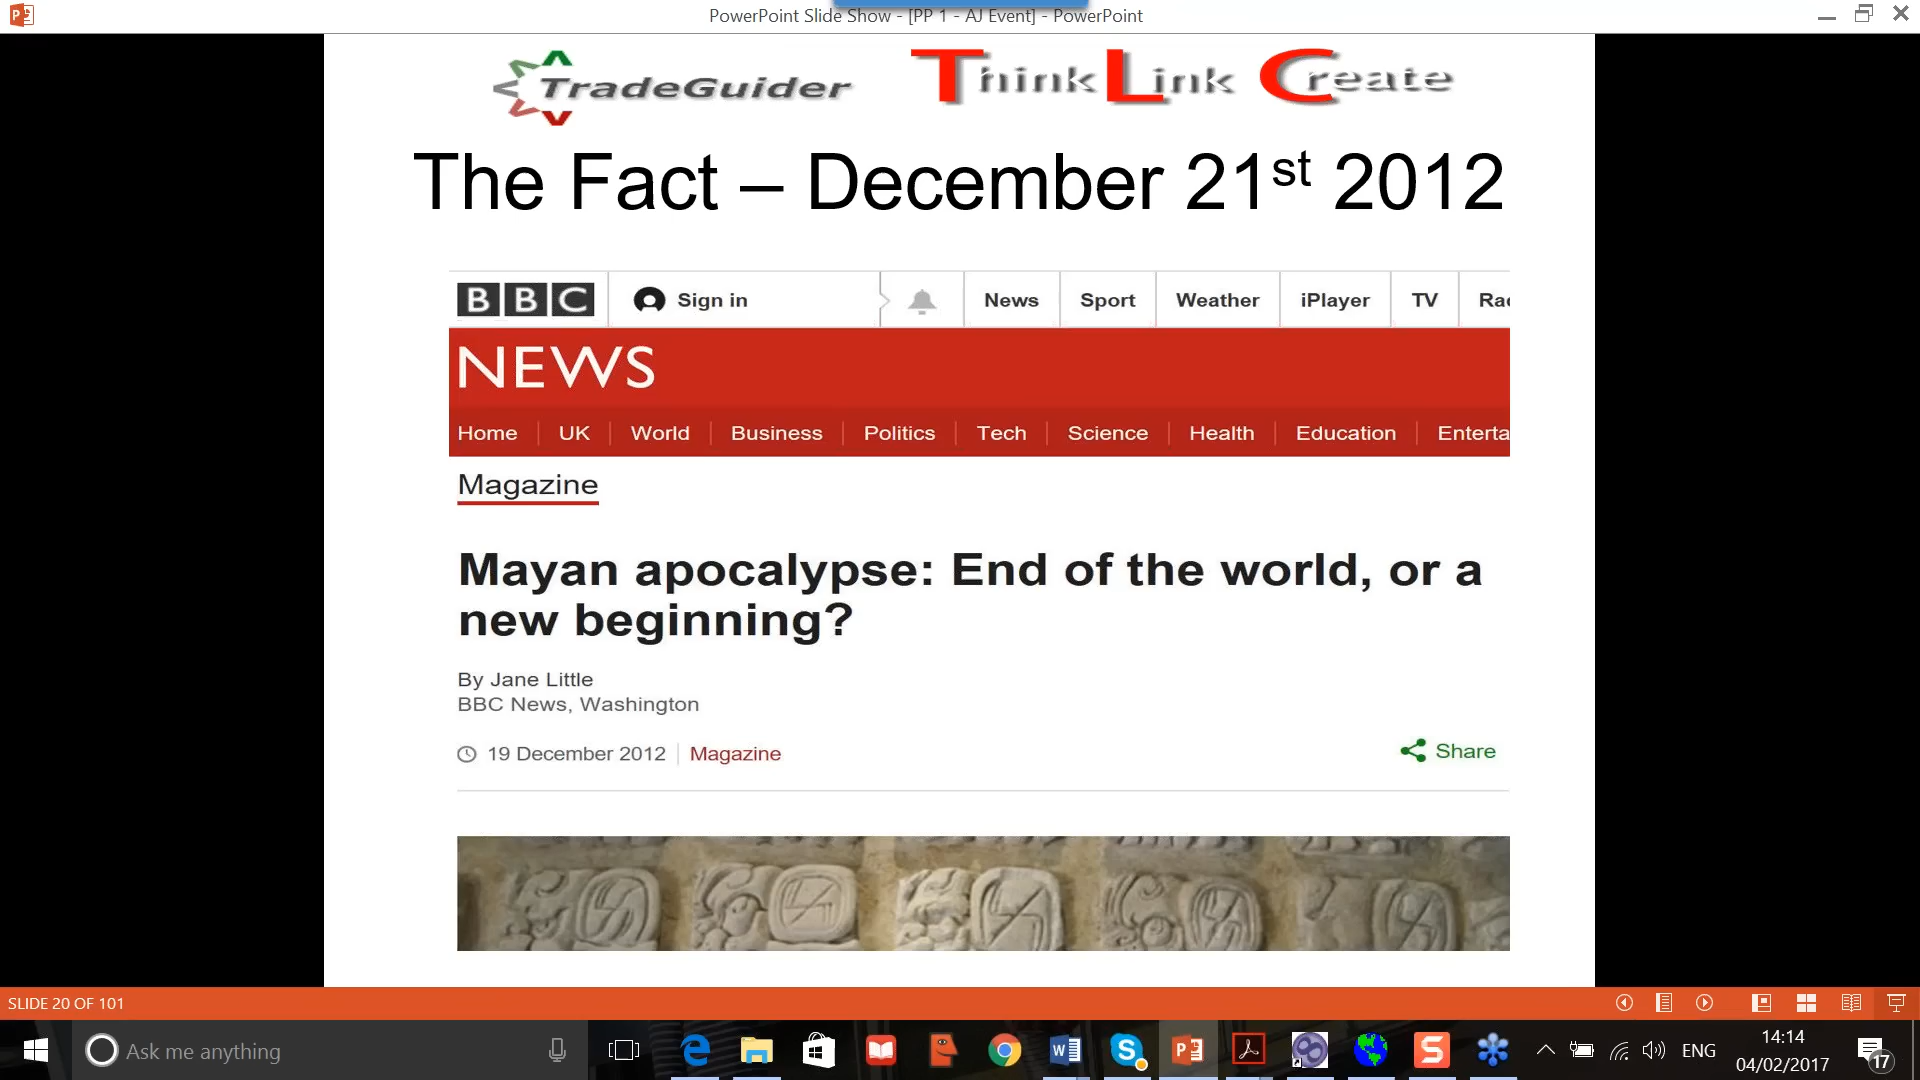 PowerPoint Slide Show - [PP 1 - AJ Event] - PowerPoint
TradeGuider
Think Link Create
The Fact – December 21st 2012
BBC Sign in News Sport Weather iPlayer TV
NEWS
Home UK World Business Politics Tech Science Health Education Enterta
Magazine
Mayan apocalypse: End of the world, or a
new beginning?
By Jane Little
BBC News, Washington
19 December 2012 Magazine
Share
SLIDE 20 OF 101
Ask me anything
ENG
14:14
04/02/2017
17